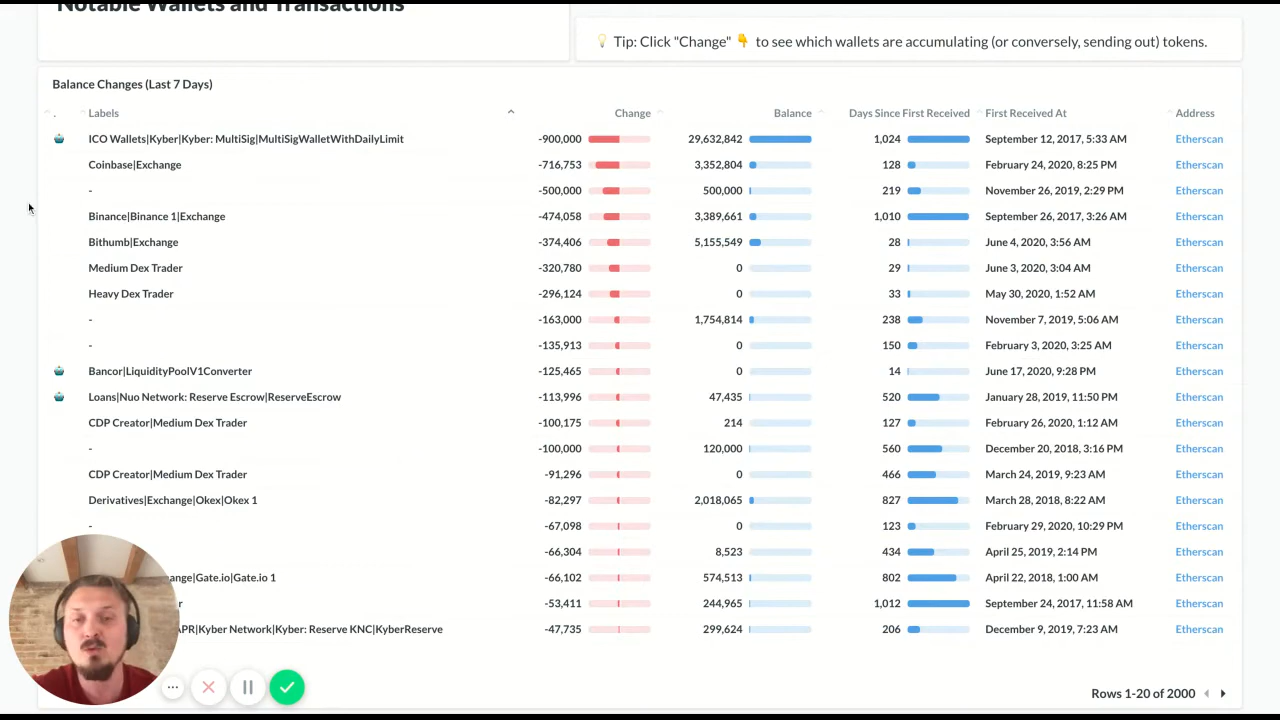 Notable Wallets and Transactions
💡 Tip: Click "Change" 👇 to see which wallets are accumulating (or conversely, sending out) tokens.
Balance Changes (Last 7 Days)
. Labels Change Balance Days Since First Received First Received At Address
ICO Wallets|Kyber|Kyber: MultiSig|MultiSigWalletWithDailyLimit -900,000 29,632,842 1,024 September 12, 2017, 5:33 AM Etherscan
Coinbase|Exchange -716,753 3,352,804 128 February 24, 2020, 8:25 PM Etherscan
- -500,000 500,000 219 November 26, 2019, 2:29 PM Etherscan
Binance|Binance 1|Exchange -474,058 3,389,661 1,010 September 26, 2017, 3:26 AM Etherscan
Bithumb|Exchange -374,406 5,155,549 28 June 4, 2020, 3:56 AM Etherscan
Medium Dex Trader -320,780 0 29 June 3, 2020, 3:04 AM Etherscan
Heavy Dex Trader -296,124 0 33 May 30, 2020, 1:52 AM Etherscan
- -163,000 1,754,814 238 November 7, 2019, 5:06 AM Etherscan
- -135,913 0 150 February 3, 2020, 3:25 AM Etherscan
Bancor|LiquidityPoolV1Converter -125,465 0 14 June 17, 2020, 9:28 PM Etherscan
Loans|Nuo Network: Reserve Escrow|ReserveEscrow -113,996 47,435 520 January 28, 2019, 11:50 PM Etherscan
CDP Creator|Medium Dex Trader -100,175 214 127 February 26, 2020, 1:12 AM Etherscan
- -100,000 120,000 560 December 20, 2018, 3:16 PM Etherscan
CDP Creator|Medium Dex Trader -91,296 0 466 March 24, 2019, 9:23 AM Etherscan
Derivatives|Exchange|Okex|Okex 1 -82,297 2,018,065 827 March 28, 2018, 8:22 AM Etherscan
- -67,098 0 123 February 29, 2020, 10:29 PM Etherscan
-66,304 8,523 434 April 25, 2019, 2:14 PM Etherscan
ange|Gate.io|Gate.io 1 -66,102 574,513 802 April 22, 2018, 1:00 AM Etherscan
r -53,411 244,965 1,012 September 24, 2017, 11:58 AM Etherscan
APR|Kyber Network|Kyber: Reserve KNC|KyberReserve -47,735 299,624 206 December 9, 2019, 7:23 AM Etherscan
Rows 1-20 of 2000